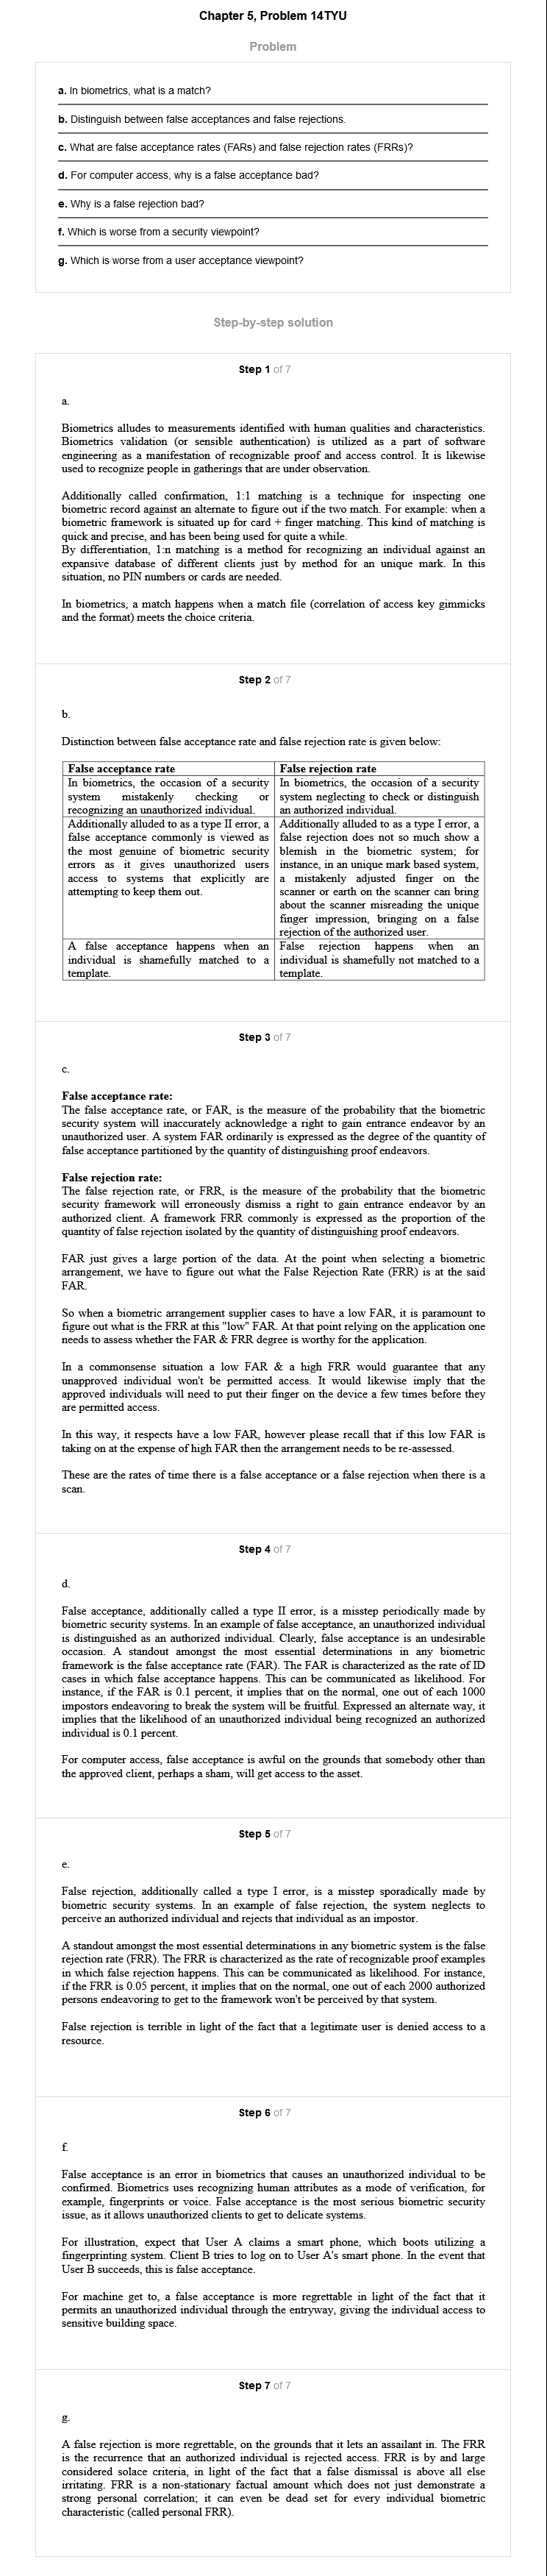 Chapter 5, Problem 14TYU
Problem
a. In biometrics, what is a match?
b. Distinguish between false acceptances and false rejections.
c. What are false acceptance rates (FARs) and false rejection rates (FRRs)?
d. For computer access, why is a false acceptance bad?
e. Why is a false rejection bad?
f. Which is worse from a security viewpoint?
g. Which is worse from a user acceptance viewpoint?
Step-by-step solution
Step 1 of 7
a.
Biometrics alludes to measurements identified with human qualities and characteristics.
Biometrics validation (or sensible authentication) is utilized as a part of software
engineering as a manifestation of recognizable proof and access control. It is likewise
used to recognize people in gatherings that are under observation.
Additionally called confirmation, 1:1 matching is a technique for inspecting one
biometric record against an alternate to figure out if the two match. For example: when a
biometric framework is situated up for card + finger matching. This kind of matching is
quick and precise, and has been being used for quite a while.
By differentiation, 1:n matching is a method for recognizing an individual against an
expansive database of different clients just by method for an unique mark. In this
situation, no PIN numbers or cards are needed.
In biometrics, a match happens when a match file (correlation of access key gimmicks
and the format) meets the choice criteria.
Step 2 of 7
b.
Distinction between false acceptance rate and false rejection rate is given below:
False acceptance rate
In biometrics, the occasion of a security
system mistakenly checking or
recognizing an unauthorized individual.
Additionally alluded to as a type II error, a
false acceptance commonly is viewed as
the most genuine of biometric security
errors as it gives unauthorized users
access to systems that explicitly are
attempting to keep them out.
A false acceptance happens when an
individual is shamefully matched to a
template.
False rejection rate
In biometrics, the occasion of a security
system neglecting to check or distinguish
an authorized individual.
Additionally alluded to as a type I error, a
false rejection does not so much show a
blemish in the biometric system; for
instance, in an unique mark based system,
a mistakenly adjusted finger on the
scanner or earth on the scanner can bring
about the scanner misreading the unique
finger impression, bringing on a false
rejection of the authorized user.
False rejection happens when an
individual is shamefully not matched to a
template.
Step 3 of 7
c.
False acceptance rate:
The false acceptance rate, or FAR, is the measure of the probability that the biometric
security system will inaccurately acknowledge a right to gain entrance endeavor by an
unauthorized user. A system FAR ordinarily is expressed as the degree of the quantity of
false acceptance partitioned by the quantity of distinguishing proof endeavors.
False rejection rate:
The false rejection rate, or FRR, is the measure of the probability that the biometric
security framework will erroneously dismiss a right to gain entrance endeavor by an
authorized client. A framework FRR commonly is expressed as the proportion of the
quantity of false rejection isolated by the quantity of distinguishing proof endeavors.
FAR just gives a large portion of the data. At the point when selecting a biometric
arrangement, we have to figure out what the False Rejection Rate (FRR) is at the said
FAR.
So when a biometric arrangement supplier cases to have a low FAR, it is paramount to
figure out what is the FRR at this "low" FAR. At that point relying on the application one
needs to assess whether the FAR & FRR degree is worthy for the application.
In a commonsense situation a low FAR & a high FRR would guarantee that any
unapproved individual won't be permitted access. It would likewise imply that the
approved individuals will need to put their finger on the device a few times before they
are permitted access.
In this way, it respects have a low FAR, however please recall that if this low FAR is
taking on at the expense of high FAR then the arrangement needs to be re-assessed.
These are the rates of time there is a false acceptance or a false rejection when there is a
scan.
Step 4 of 7
d.
False acceptance, additionally called a type II error, is a misstep periodically made by
biometric security systems. In an example of false acceptance, an unauthorized individual
is distinguished as an authorized individual. Clearly, false acceptance is an undesirable
occasion. A standout amongst the most essential determinations in any biometric
framework is the false acceptance rate (FAR). The FAR is characterized as the rate of ID
cases in which false acceptance happens. This can be communicated as likelihood. For
instance, if the FAR is 0.1 percent, it implies that on the normal, one out of each 1000
impostors endeavoring to break the system will be fruitful. Expressed an alternate way, it
implies that the likelihood of an unauthorized individual being recognized an authorized
individual is 0.1 percent.
For computer access, false acceptance is awful on the grounds that somebody other than
the approved client, perhaps a sham, will get access to the asset.
Step 5 of 7
e.
False rejection, additionally called a type I error, is a misstep sporadically made by
biometric security systems. In an example of false rejection, the system neglects to
perceive an authorized individual and rejects that individual as an impostor.
A standout amongst the most essential determinations in any biometric system is the false
rejection rate (FRR). The FRR is characterized as the rate of recognizable proof examples
in which false rejection happens. This can be communicated as likelihood. For instance,
if the FRR is 0.05 percent, it implies that on the normal, one out of each 2000 authorized
persons endeavoring to get to the framework won't be perceived by that system.
False rejection is terrible in light of the fact that a legitimate user is denied access to a
resource.
Step 6 of 7
f.
False acceptance is an error in biometrics that causes an unauthorized individual to be
confirmed. Biometrics uses recognizing human attributes as a mode of verification, for
example, fingerprints or voice. False acceptance is the most serious biometric security
issue, as it allows unauthorized clients to get to delicate systems.
For illustration, expect that User A claims a smart phone, which boots utilizing a
fingerprinting system. Client B tries to log on to User A's smart phone. In the event that
User B succeeds, this is false acceptance.
For machine get to, a false acceptance is more regrettable in light of the fact that it
permits an unauthorized individual through the entryway, giving the individual access to
sensitive building space.
Step 7 of 7
g.
A false rejection is more regrettable, on the grounds that it lets an assailant in. The FRR
is the recurrence that an authorized individual is rejected access. FRR is by and large
considered solace criteria, in light of the fact that a false dismissal is above all else
irritating. FRR is a non-stationary factual amount which does not just demonstrate a
strong personal correlation; it can even be dead set for every individual biometric
characteristic (called personal FRR).